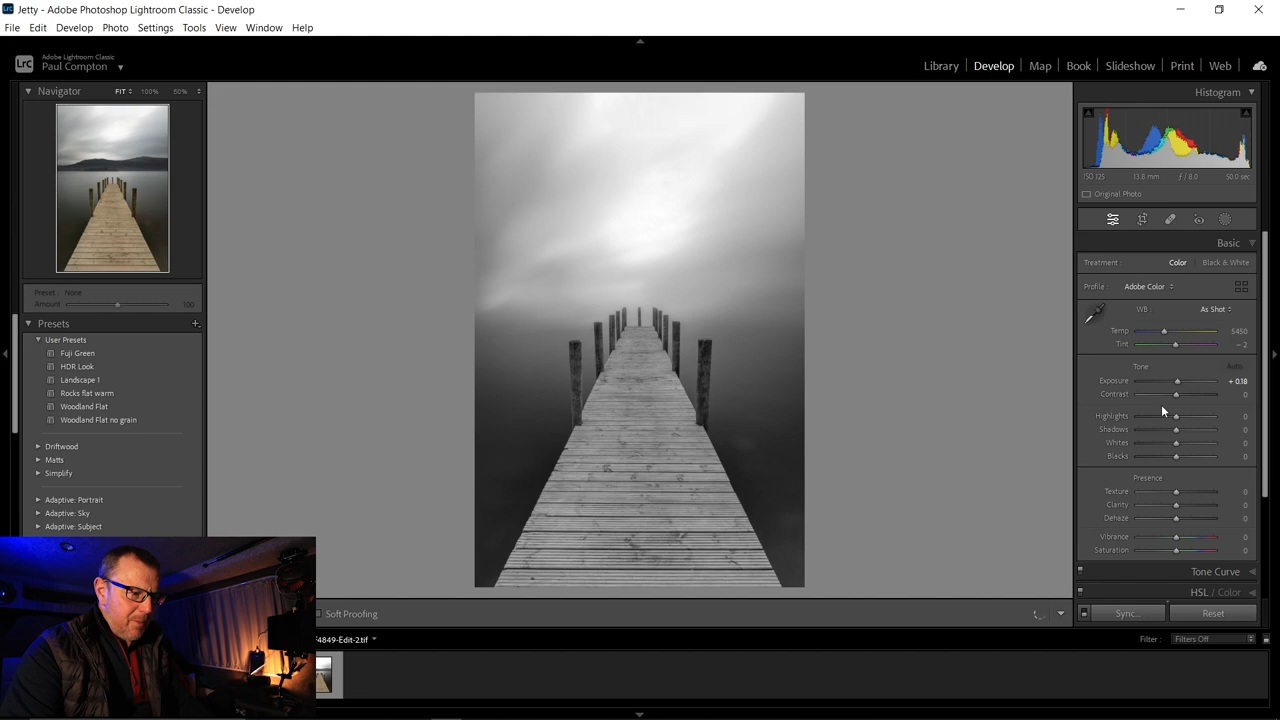 Jetty - Adobe Photoshop Lightroom Classic - Develop
File Edit Develop Photo Settings Tools View Window Help
LrC
Adobe Lightroom Classic
Paul Compton
Library | Develop | Map | Book | Slideshow | Print | Web
Navigator FIT 100% 50%
Preset : None
Amount 100
Presets +
User Presets
Fuji Green
HDR Look
Landscape 1
Rocks flat warm
Woodland Flat
Woodland Flat no grain
Driftwood
Matts
Simplify
Adaptive: Portrait
Adaptive: Sky
Adaptive: Subject
Soft Proofing
F4849-Edit-2.tif
Filter : Filters Off
Histogram
ISO 125 13.8 mm ƒ / 8.0 50.0 sec
Original Photo
Basic
Treatment : Color Black & White
Profile : Adobe Color
WB : As Shot
Temp 5450
Tint − 2
Tone Auto
Exposure + 0.18
Contrast 0
Highlights 0
Shadows 0
Whites 0
Blacks 0
Presence
Texture 0
Clarity 0
Dehaze 0
Vibrance 0
Saturation 0
Tone Curve
HSL / Color
Sync... Reset